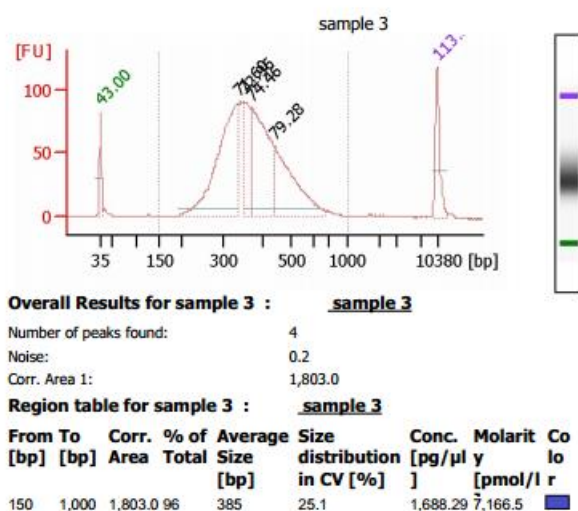 sample 3
[FU]
113.
43.00
74.46
79.28
100
50
0
35 150 300 500 1000 10380 [bp]
Overall Results for sample 3 : sample 3
Number of peaks found: 4
Noise: 0.2
Corr. Area 1: 1,803.0
Region table for sample 3 : sample 3
From To Corr. % of Average Size Conc. Molarit Co
[bp] [bp] Area Total Size distribution [pg/µl y lo
[bp] in CV [%] ] [pmol/l r
150 1,000 1,803.0 96 385 25.1 1,688.29 7,166.5